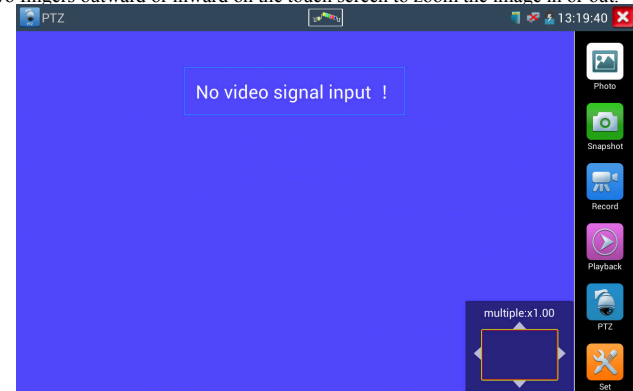 wo fingers outward or inward on the touch screen to zoom the image in or out.
PTZ
13:19:40
No video signal input !
Photo
Snapshot
Record
Playback
multiple:x1.00
PTZ
Set